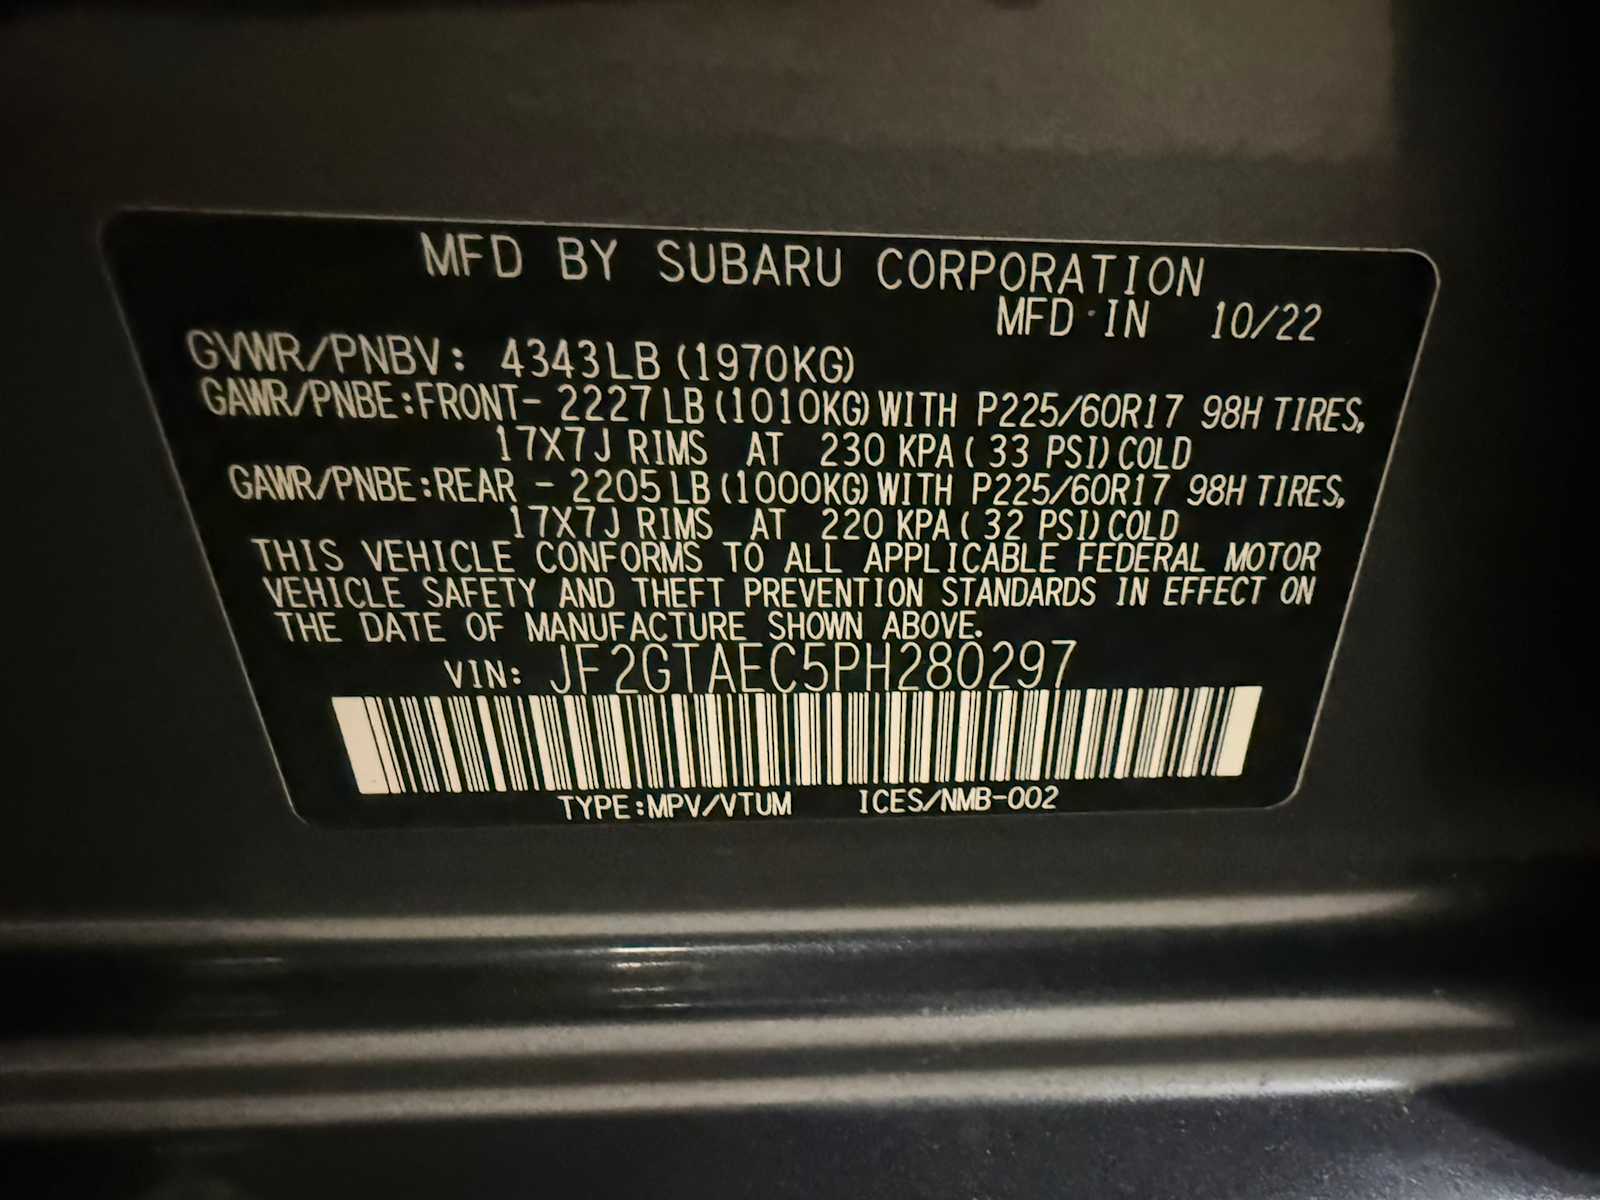 MFD BY SUBARU CORPORATION
MFD IN 10/22
GVWR/PNBV: 4343LB (1970KG)
GAWR/PNBE:FRONT- 2227LB (1010KG) WITH P225/60R17 98H TIRES,
17X7J RIMS AT 230 KPA ( 33 PSI) COLD
GAWR/PNBE:REAR - 2205LB (1000KG) WITH P225/60R17 98H TIRES,
17X7J RIMS AT 220 KPA ( 32 PSI) COLD
THIS VEHICLE CONFORMS TO ALL APPLICABLE FEDERAL MOTOR
VEHICLE SAFETY AND THEFT PREVENTION STANDARDS IN EFFECT ON
THE DATE OF MANUFACTURE SHOWN ABOVE.
VIN: JF2GTAEC5PH280297
TYPE:MPV/VTUM ICES/NMB-002